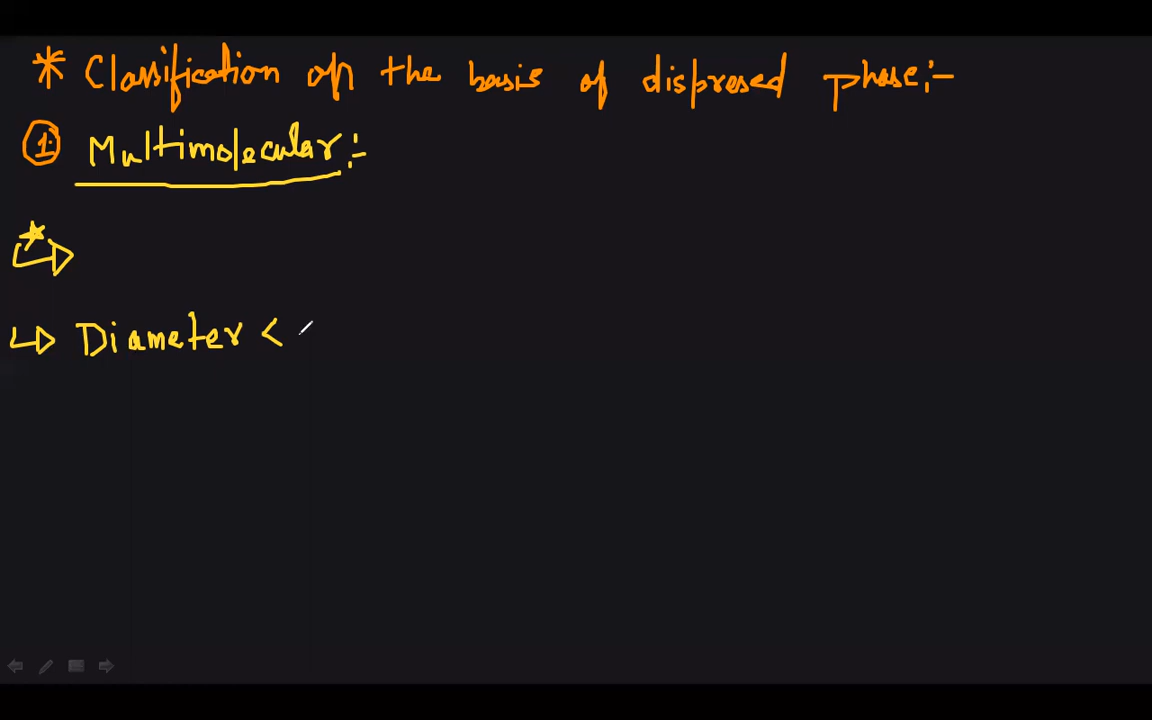 * Classification on the basis of dispresed phase:-
1. Multimolecular:-
Diameter <